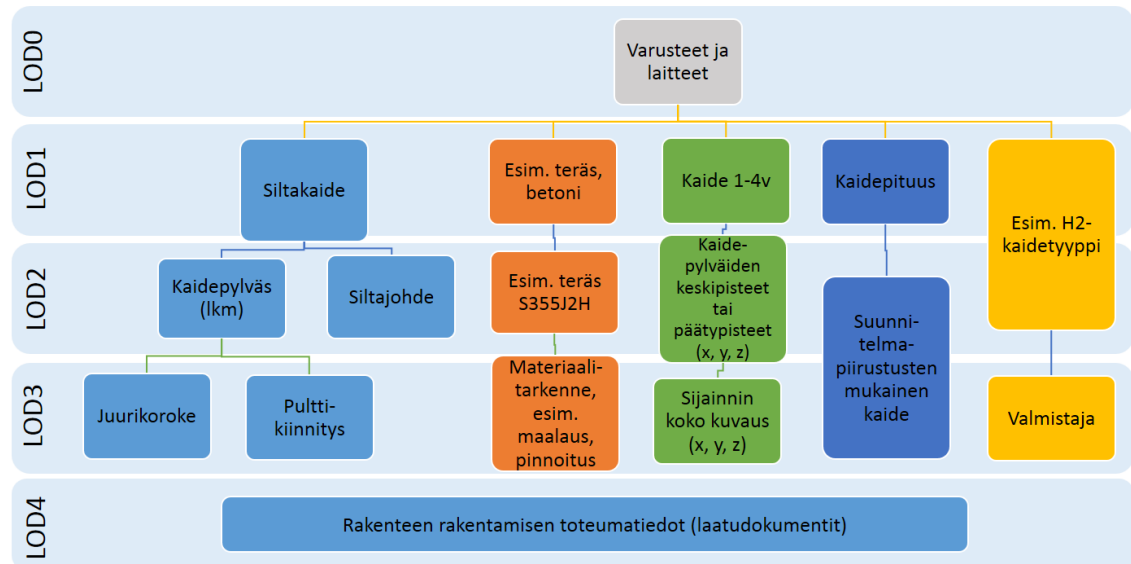 LOD0
Varusteet ja
laitteet
LOD1
Siltakaide
Esim. teräs,
betoni
Kaide 1-4v
Kaidepituus
Esim. H2-
kaidetyyppi
LOD2
Kaidepylväs
(lkm)
Siltajohde
Esim. teräs
S355J2H
Kaide-
pylväiden
keskipisteet
tai
päätypisteet
(x, y, z)
Suunni-
telma-
piirustusten
mukainen
kaide
LOD3
Juurikoroke
Pultti-
kiinnitys
Materiaali-
tarkenne,
esim.
maalaus,
pinnoitus
Sijainnin
koko kuvaus
(x, y, z)
Valmistaja
LOD4
Rakenteen rakentamisen toteumatiedot (laatudokumentit)